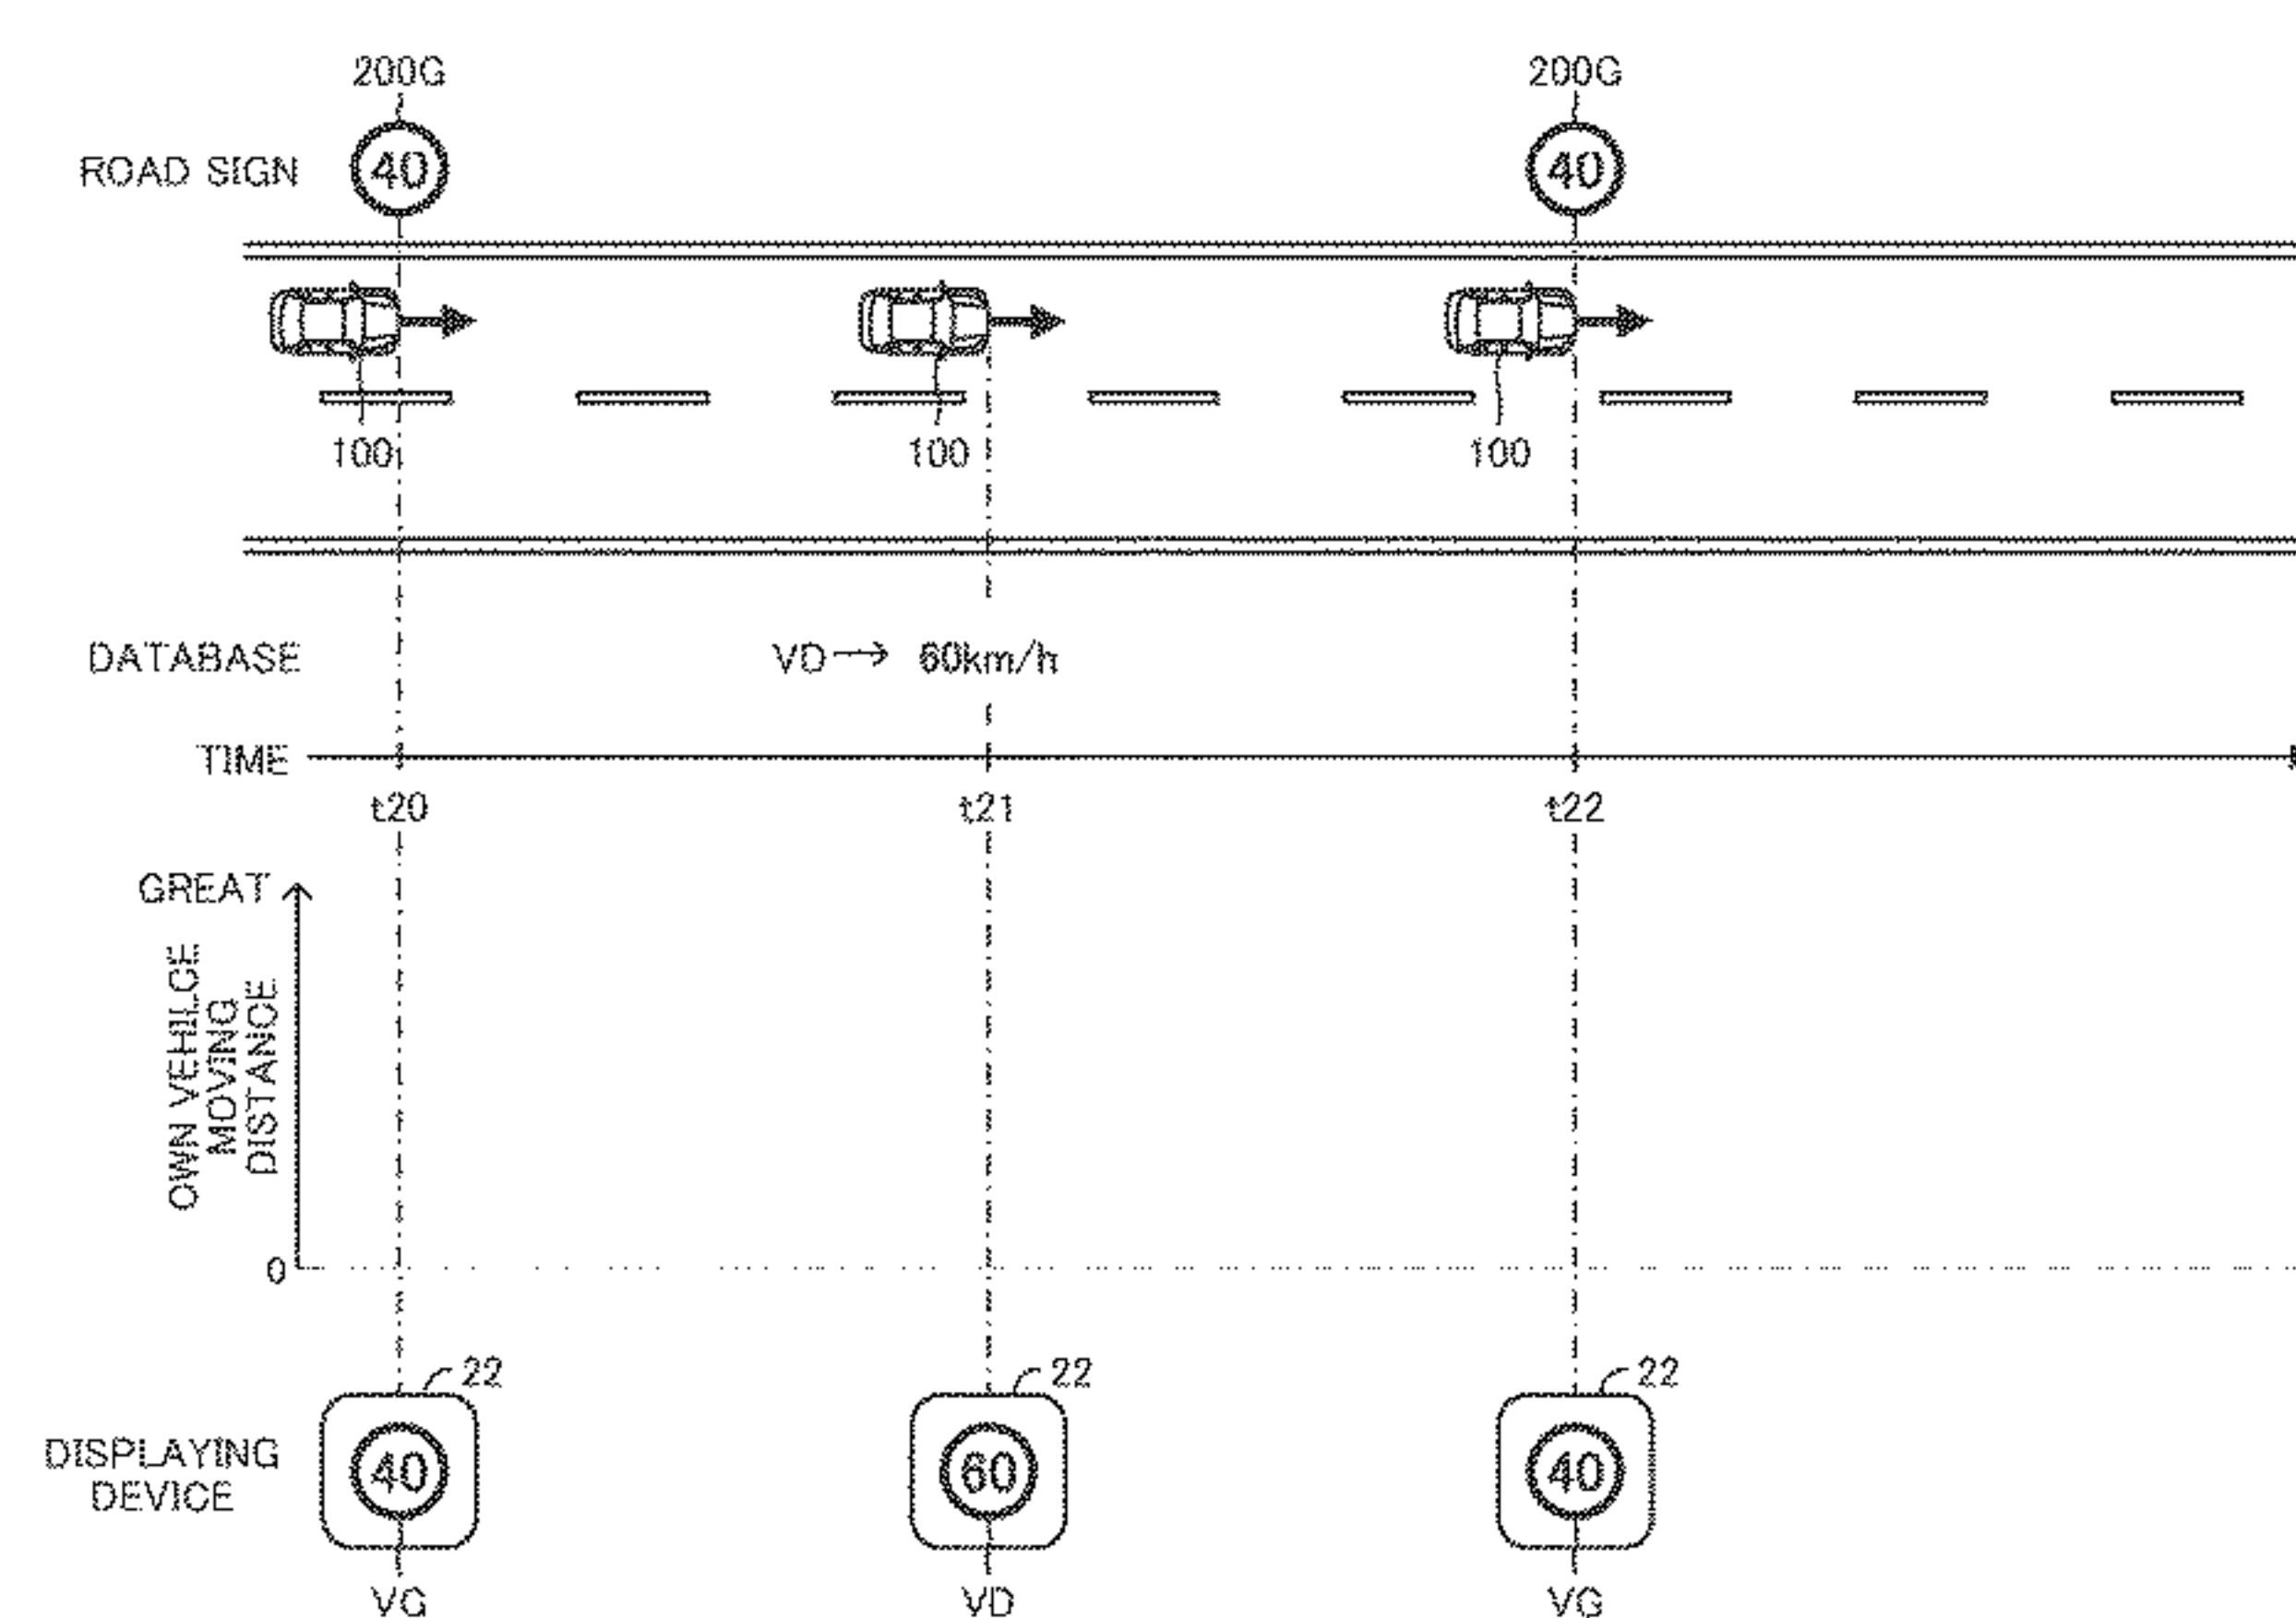 200G 200G
ROAD SIGN 40 40
100 100 100
DATABASE VD→ 60km/h
TIME
t20 t21 t22
GREAT
OWN VEHILCE
MOVING
DISTANCE
0
22 22 22
DISPLAYING
DEVICE
40 60 40
VG VD VG